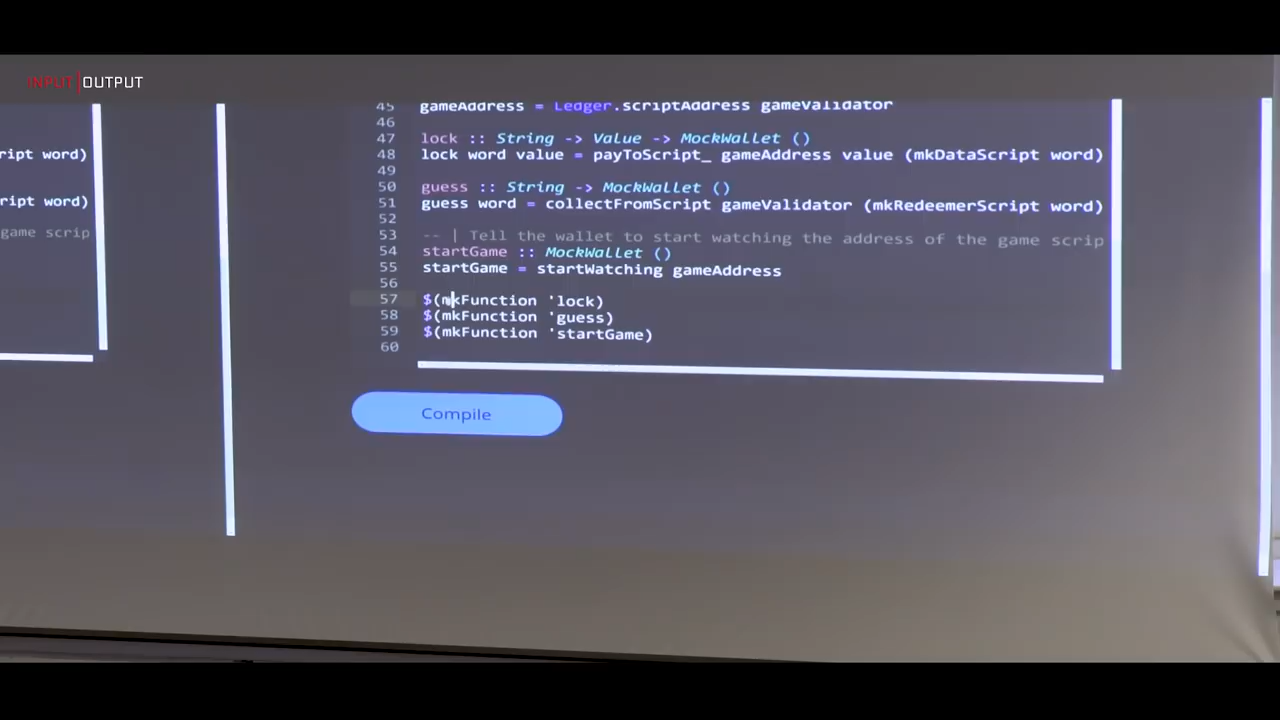 INPUT|OUTPUT
45 gameAddress = Ledger.scriptAddress gameValidator
46
47 lock :: String -> Value -> MockWallet ()
ript word)
48 lock word value = payToScript_ gameAddress value (mkDataScript word)
49
50 guess :: String -> MockWallet ()
ript word)
51 guess word = collectFromScript gameValidator (mkRedeemerScript word)
52
game scrip
53 -- | Tell the wallet to start watching the address of the game scrip
54 startGame :: MockWallet ()
55 startGame = startWatching gameAddress
56
57 $(mkFunction 'lock)
58 $(mkFunction 'guess)
59 $(mkFunction 'startGame)
60
Compile